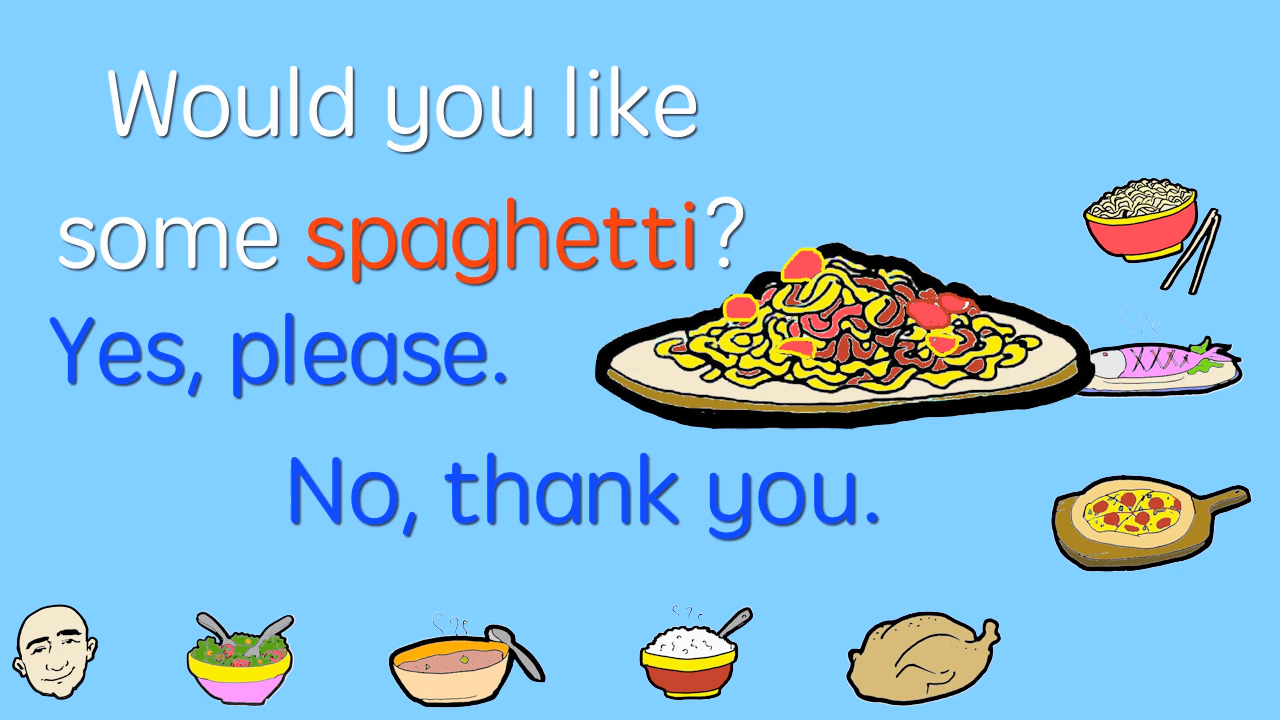 Would you like
some spaghetti?
Yes, please.
No, thank you.